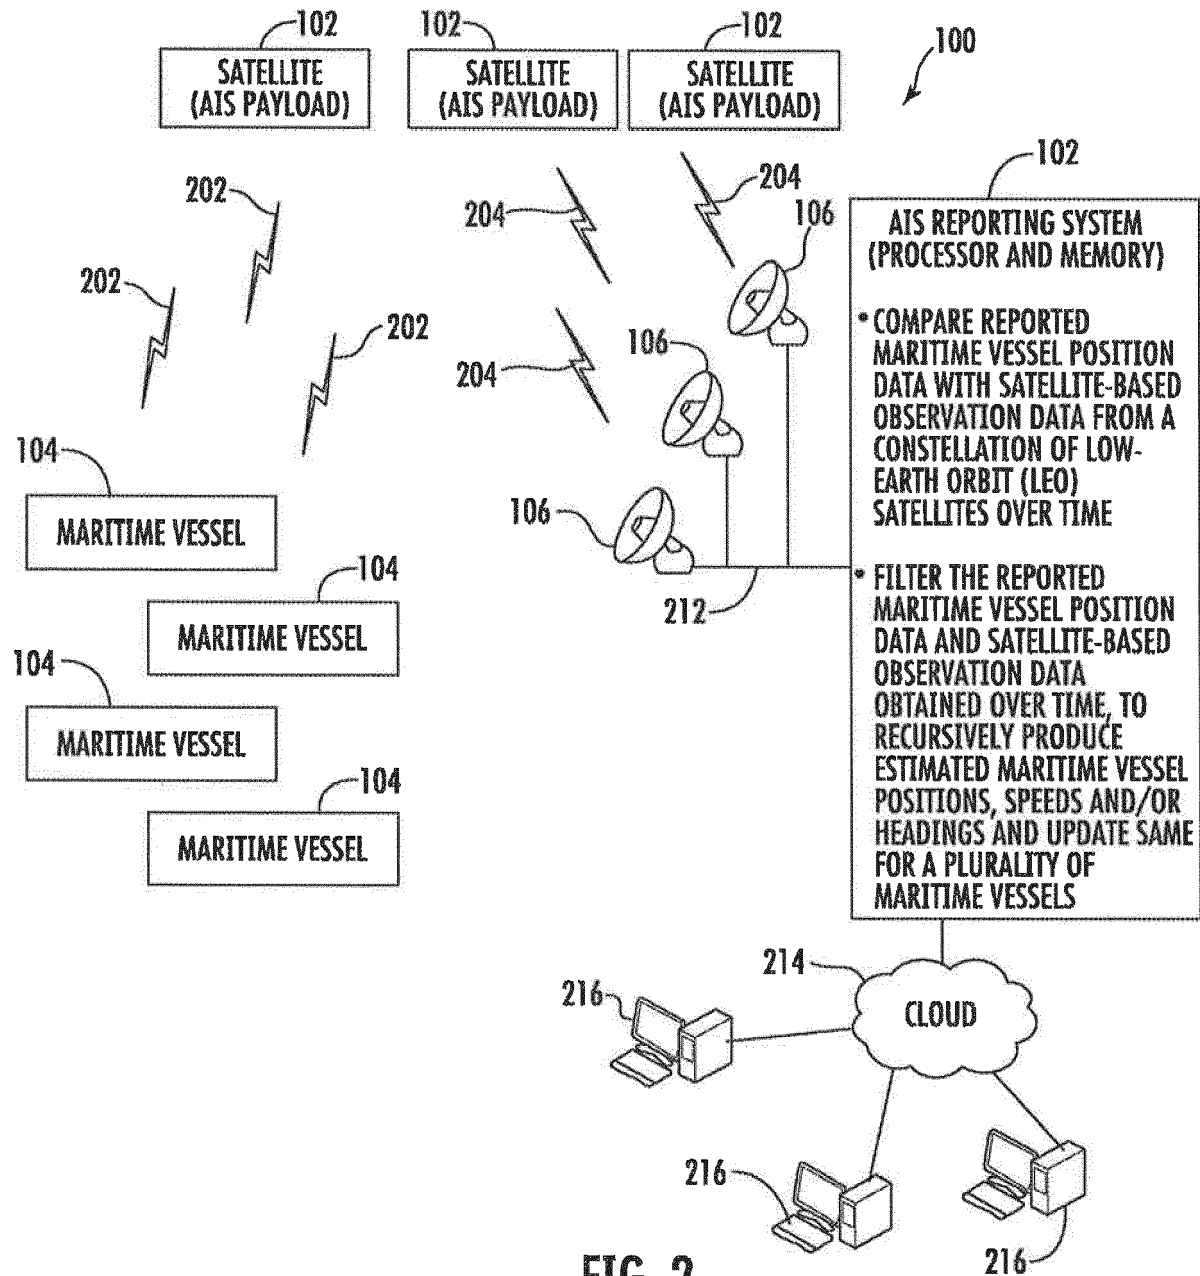 102
102
102
100
SATELLITE
(AIS PAYLOAD)
SATELLITE
(AIS PAYLOAD)
SATELLITE
(AIS PAYLOAD)
102
202
204
204
106
202
202
204
106
106
AIS REPORTING SYSTEM
(PROCESSOR AND MEMORY)
• COMPARE REPORTED
MARITIME VESSEL POSITION
DATA WITH SATELLITE-BASED
OBSERVATION DATA FROM A
CONSTELLATION OF LOW-
EARTH ORBIT (LEO)
SATELLITES OVER TIME
• FILTER THE REPORTED
MARITIME VESSEL POSITION
DATA AND SATELLITE-BASED
OBSERVATION DATA
OBTAINED OVER TIME, TO
RECURSIVELY PRODUCE
ESTIMATED MARITIME VESSEL
POSITIONS, SPEEDS AND/OR
HEADINGS AND UPDATE SAME
FOR A PLURALITY OF
MARITIME VESSELS
104
MARITIME VESSEL
104
MARITIME VESSEL
104
MARITIME VESSEL
104
MARITIME VESSEL
212
214
CLOUD
216
216
216
FIG. 2